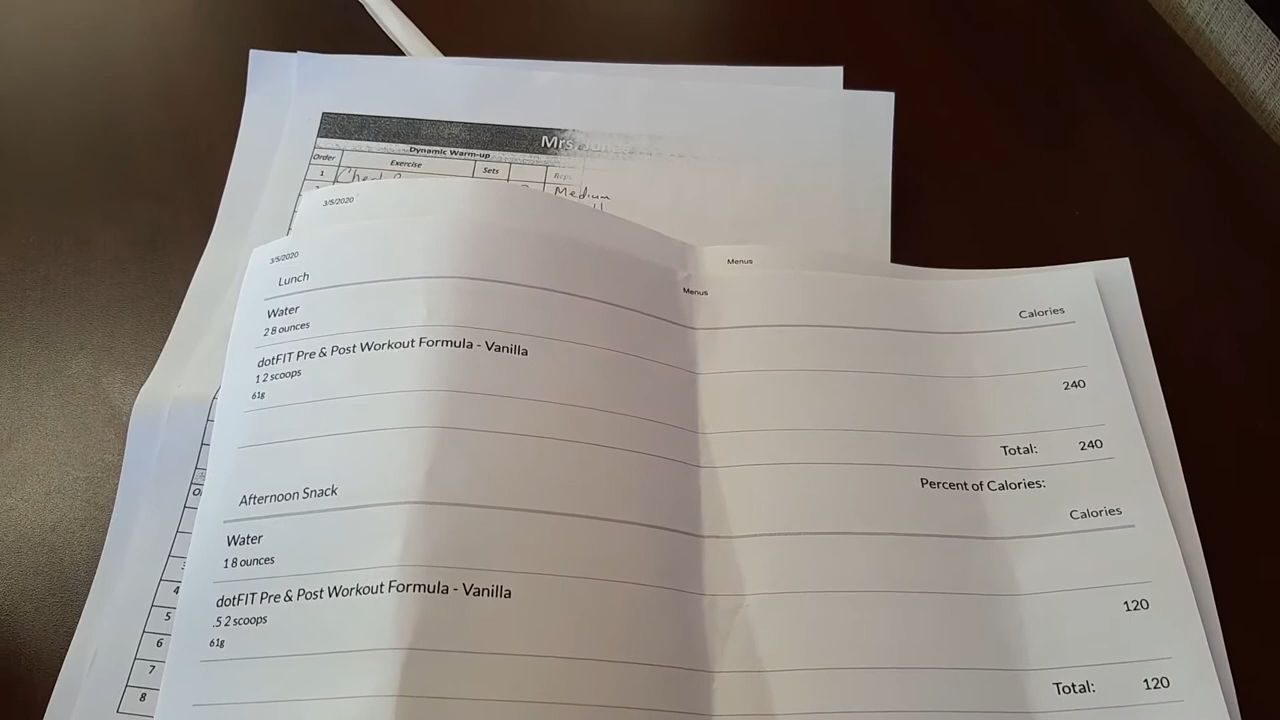 Mrs
Dynamic Warm-up
Order Exercise Sets Reps
1 Medium
3/5/2020
Menus
3/5/2020
Menus
Lunch
Calories
Water
2 8 ounces
dotFIT Pre & Post Workout Formula - Vanilla
1 2 scoops
240
61g
Total: 240
Percent of Calories:
Afternoon Snack
Calories
Water
1 8 ounces
dotFIT Pre & Post Workout Formula - Vanilla
.5 2 scoops
120
61g
Total: 120
4
5
6
7
8